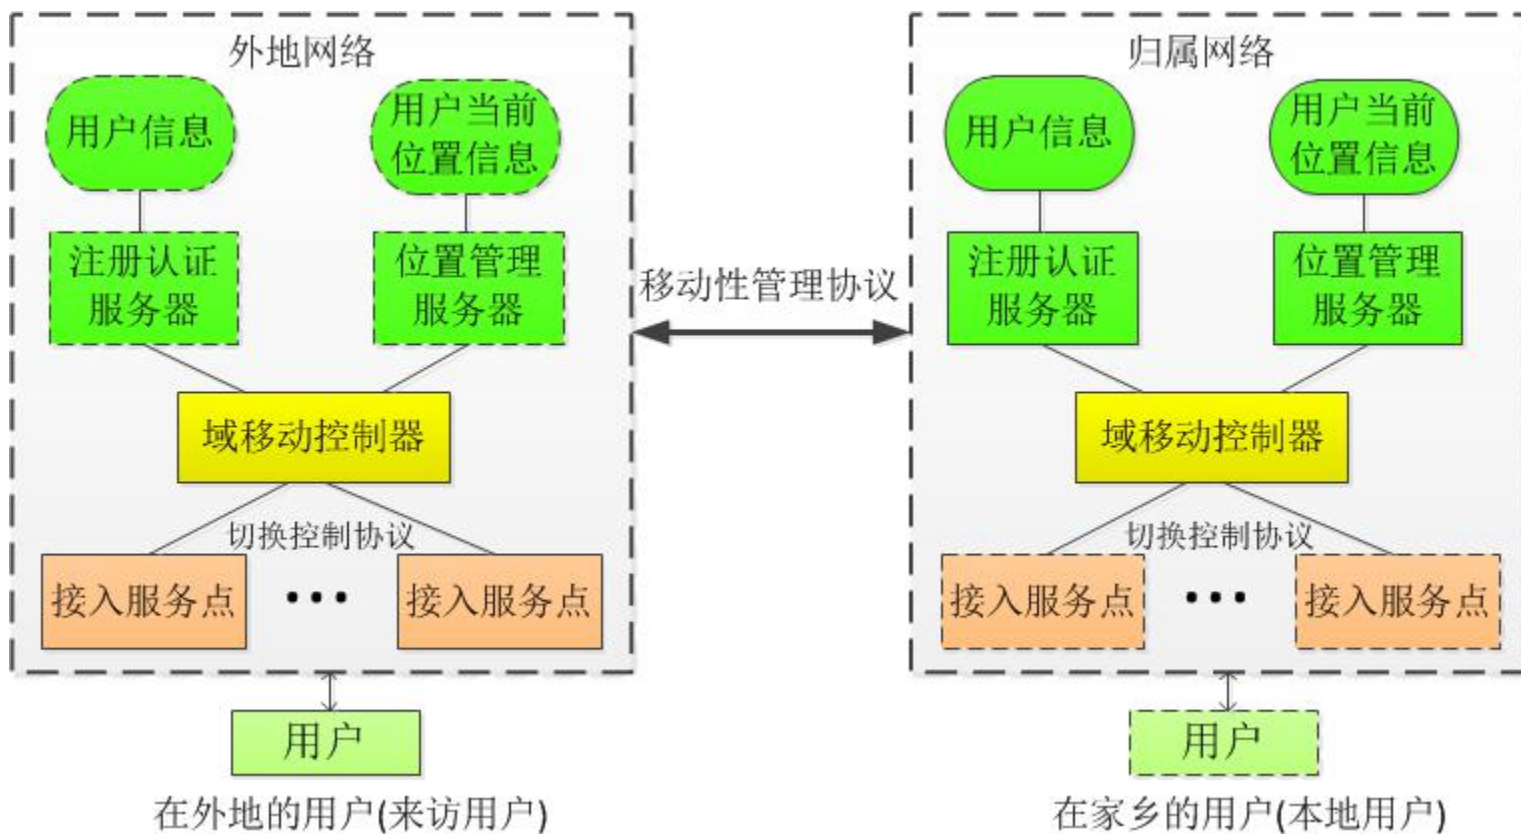 外地网络
用户信息
用户当前
位置信息
注册认证
服务器
位置管理
服务器
域移动控制器
切换控制协议
接入服务点
接入服务点
用户
在外地的用户(来访用户)
移动性管理协议
归属网络
用户信息
用户当前
位置信息
注册认证
服务器
位置管理
服务器
域移动控制器
切换控制协议
接入服务点
接入服务点
用户
在家乡的用户(本地用户)